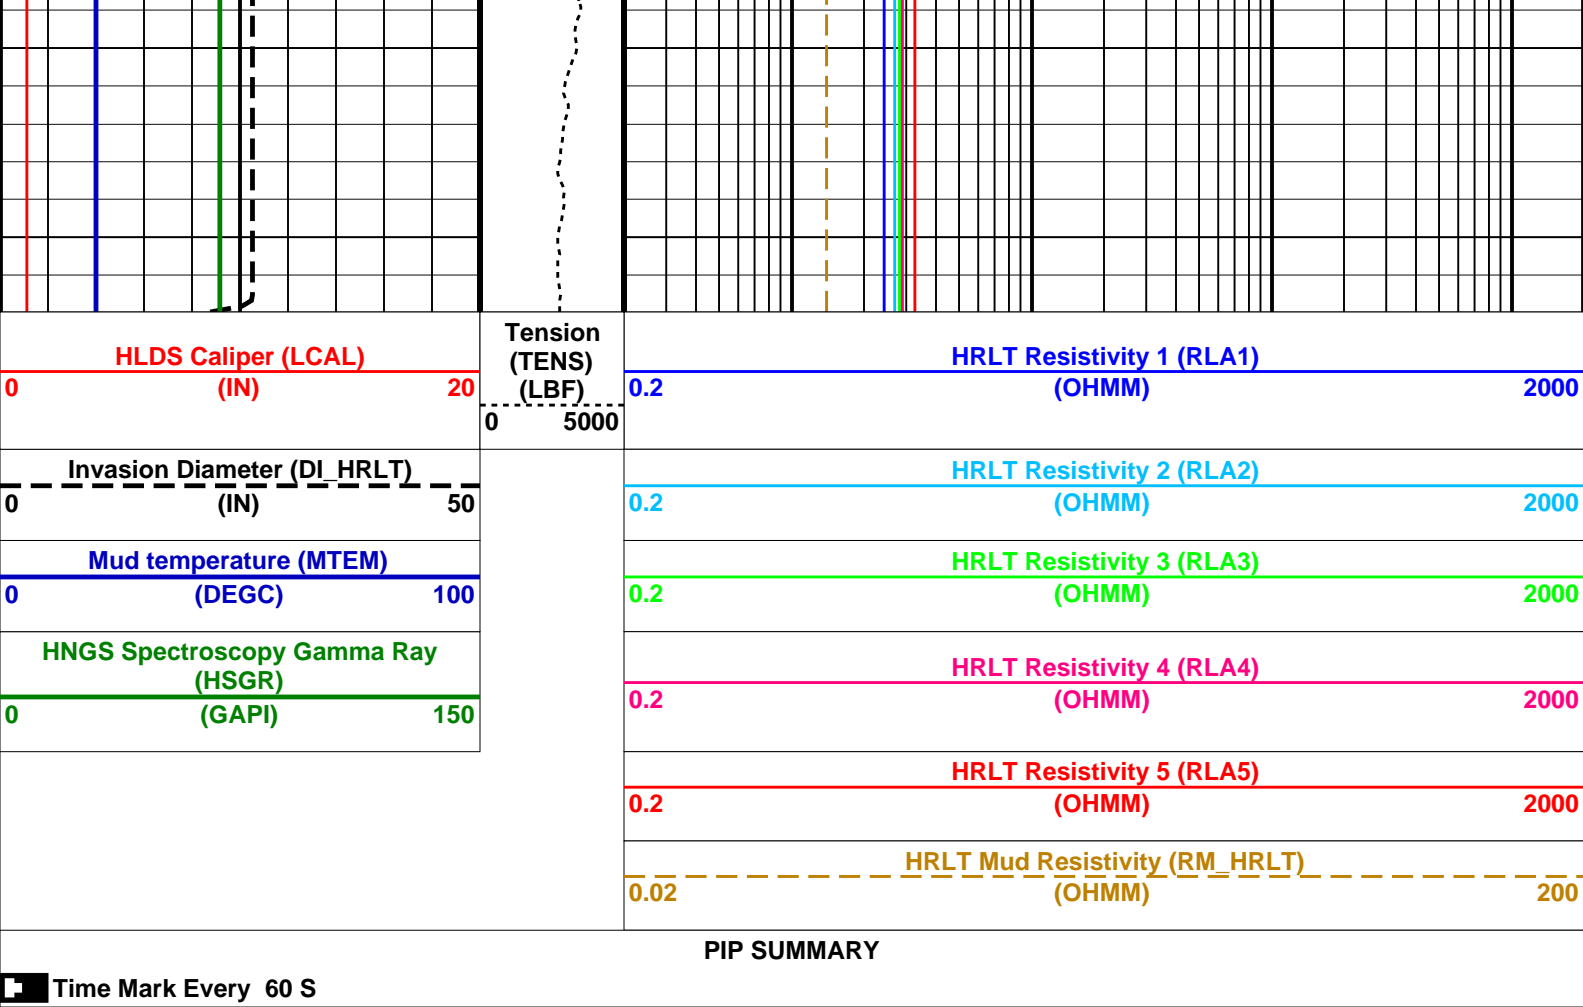 HLDS Caliper (LCAL)
0 (IN) 20
Tension
(TENS)
(LBF)
0 5000
HRLT Resistivity 1 (RLA1)
0.2 (OHMM) 2000
Invasion Diameter (DI_HRLT)
0 (IN) 50
HRLT Resistivity 2 (RLA2)
0.2 (OHMM) 2000
Mud temperature (MTEM)
0 (DEGC) 100
HRLT Resistivity 3 (RLA3)
0.2 (OHMM) 2000
HNGS Spectroscopy Gamma Ray
(HSGR)
0 (GAPI) 150
HRLT Resistivity 4 (RLA4)
0.2 (OHMM) 2000
HRLT Resistivity 5 (RLA5)
0.2 (OHMM) 2000
HRLT Mud Resistivity (RM_HRLT)
0.02 (OHMM) 200
PIP SUMMARY
Time Mark Every 60 S